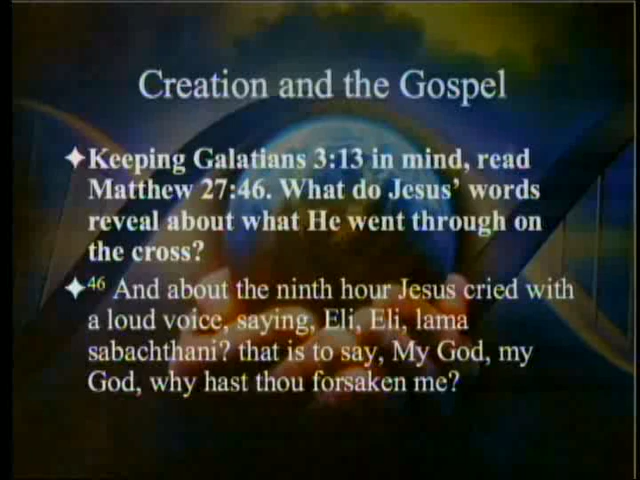 Creation and the Gospel
Keeping Galatians 3:13 in mind, read
Matthew 27:46. What do Jesus’ words
reveal about what He went through on
the cross?
46 And about the ninth hour Jesus cried with
a loud voice, saying, Eli, Eli, lama
sabachthani? that is to say, My God, my
God, why hast thou forsaken me?